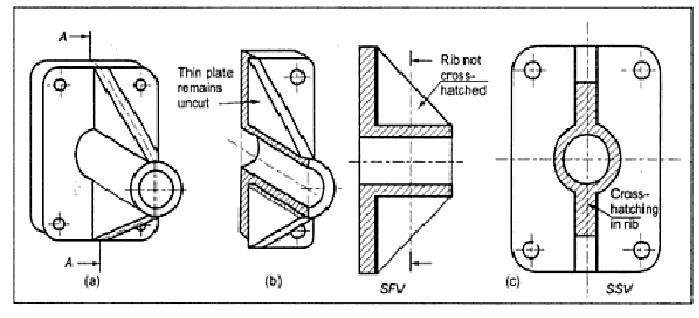 A
A
(a)
Thin plate
remains
uncut
(b)
Rib not
cross-
hatched
SFV
(c)
Cross-
hatching
in rib
SSV